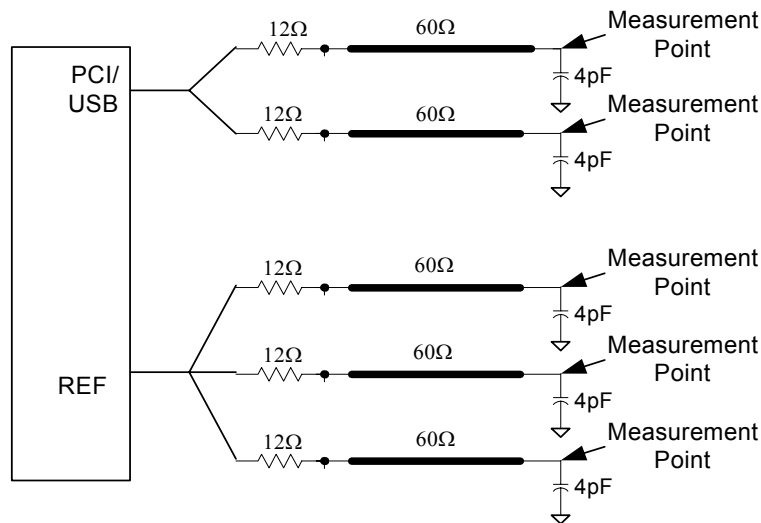 12Ω
60Ω
Measurement
Point
4pF
PCI/
USB
12Ω
60Ω
Measurement
Point
4pF
12Ω
60Ω
Measurement
Point
4pF
REF
12Ω
60Ω
Measurement
Point
4pF
12Ω
60Ω
Measurement
Point
4pF